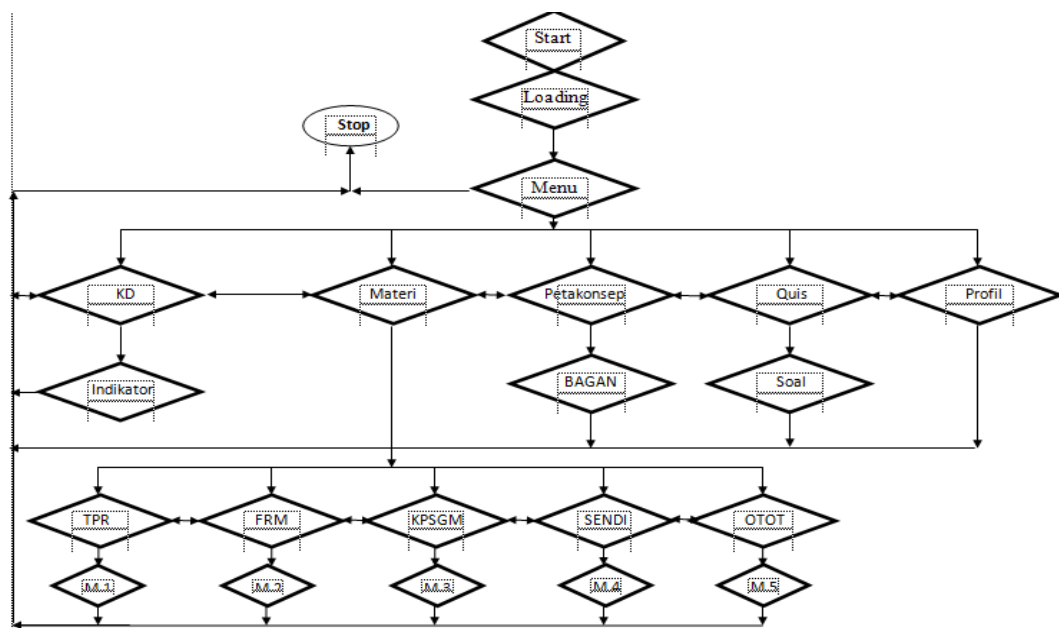 Start
Loading
Stop
Menu
KD
Materi
Petakonsep
Quis
Profil
Indikator
BAGAN
Soal
TPR
FRM
KPSGM
SENDI
OTOT
M.1
M.2
M.3
M.4
M.5